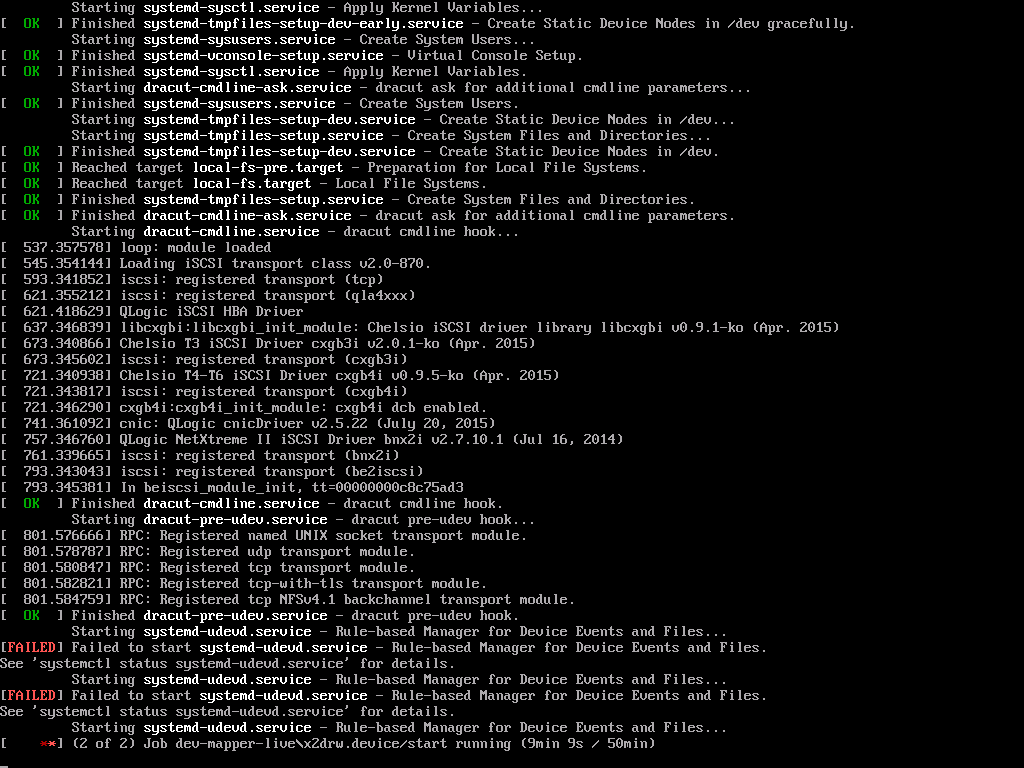 Starting systemd-sysctl.service - Apply Kernel Variables...
[  OK  ] Finished systemd-tmpfiles-setup-dev-early.service - Create Static Device Nodes in /dev gracefully.
Starting systemd-sysusers.service - Create System Users...
[  OK  ] Finished systemd-vconsole-setup.service - Virtual Console Setup.
[  OK  ] Finished systemd-sysctl.service - Apply Kernel Variables.
Starting dracut-cmdline-ask.service - dracut ask for additional cmdline parameters...
[  OK  ] Finished systemd-sysusers.service - Create System Users.
Starting systemd-tmpfiles-setup-dev.service - Create Static Device Nodes in /dev...
Starting systemd-tmpfiles-setup.service - Create System Files and Directories...
[  OK  ] Finished systemd-tmpfiles-setup-dev.service - Create Static Device Nodes in /dev.
[  OK  ] Reached target local-fs-pre.target - Preparation for Local File Systems.
[  OK  ] Reached target local-fs.target - Local File Systems.
[  OK  ] Finished systemd-tmpfiles-setup.service - Create System Files and Directories.
[  OK  ] Finished dracut-cmdline-ask.service - dracut ask for additional cmdline parameters.
Starting dracut-cmdline.service - dracut cmdline hook...
[  537.357578] loop: module loaded
[  545.354144] Loading iSCSI transport class v2.0-870.
[  593.341852] iscsi: registered transport (tcp)
[  621.355212] iscsi: registered transport (qla4xxx)
[  621.418629] QLogic iSCSI HBA Driver
[  637.346839] libcxgbi:libcxgbi_init_module: Chelsio iSCSI driver library libcxgbi v0.9.1-ko (Apr. 2015)
[  673.340866] Chelsio T3 iSCSI Driver cxgb3i v2.0.1-ko (Apr. 2015)
[  673.345602] iscsi: registered transport (cxgb3i)
[  721.340938] Chelsio T4-T6 iSCSI Driver cxgb4i v0.9.5-ko (Apr. 2015)
[  721.343817] iscsi: registered transport (cxgb4i)
[  721.346290] cxgb4i:cxgb4i_init_module: cxgb4i dcb enabled.
[  741.361092] cnic: QLogic cnicDriver v2.5.22 (July 20, 2015)
[  757.346760] QLogic NetXtreme II iSCSI Driver bnx2i v2.7.10.1 (Jul 16, 2014)
[  761.339665] iscsi: registered transport (bnx2i)
[  793.343043] iscsi: registered transport (be2iscsi)
[  793.345381] In beiscsi_module_init, tt=00000000c8c75ad3
[  OK  ] Finished dracut-cmdline.service - dracut cmdline hook.
Starting dracut-pre-udev.service - dracut pre-udev hook...
[  801.576666] RPC: Registered named UNIX socket transport module.
[  801.578787] RPC: Registered udp transport module.
[  801.580847] RPC: Registered tcp transport module.
[  801.582821] RPC: Registered tcp-with-tls transport module.
[  801.584759] RPC: Registered tcp NFSv4.1 backchannel transport module.
[  OK  ] Finished dracut-pre-udev.service - dracut pre-udev hook.
Starting systemd-udevd.service - Rule-based Manager for Device Events and Files...
[FAILED] Failed to start systemd-udevd.service - Rule-based Manager for Device Events and Files.
See 'systemctl status systemd-udevd.service' for details.
Starting systemd-udevd.service - Rule-based Manager for Device Events and Files...
[FAILED] Failed to start systemd-udevd.service - Rule-based Manager for Device Events and Files.
See 'systemctl status systemd-udevd.service' for details.
Starting systemd-udevd.service - Rule-based Manager for Device Events and Files...
[    **] (2 of 2) Job dev-mapper-live\x2drw.device/start running (9min 9s / 50min)